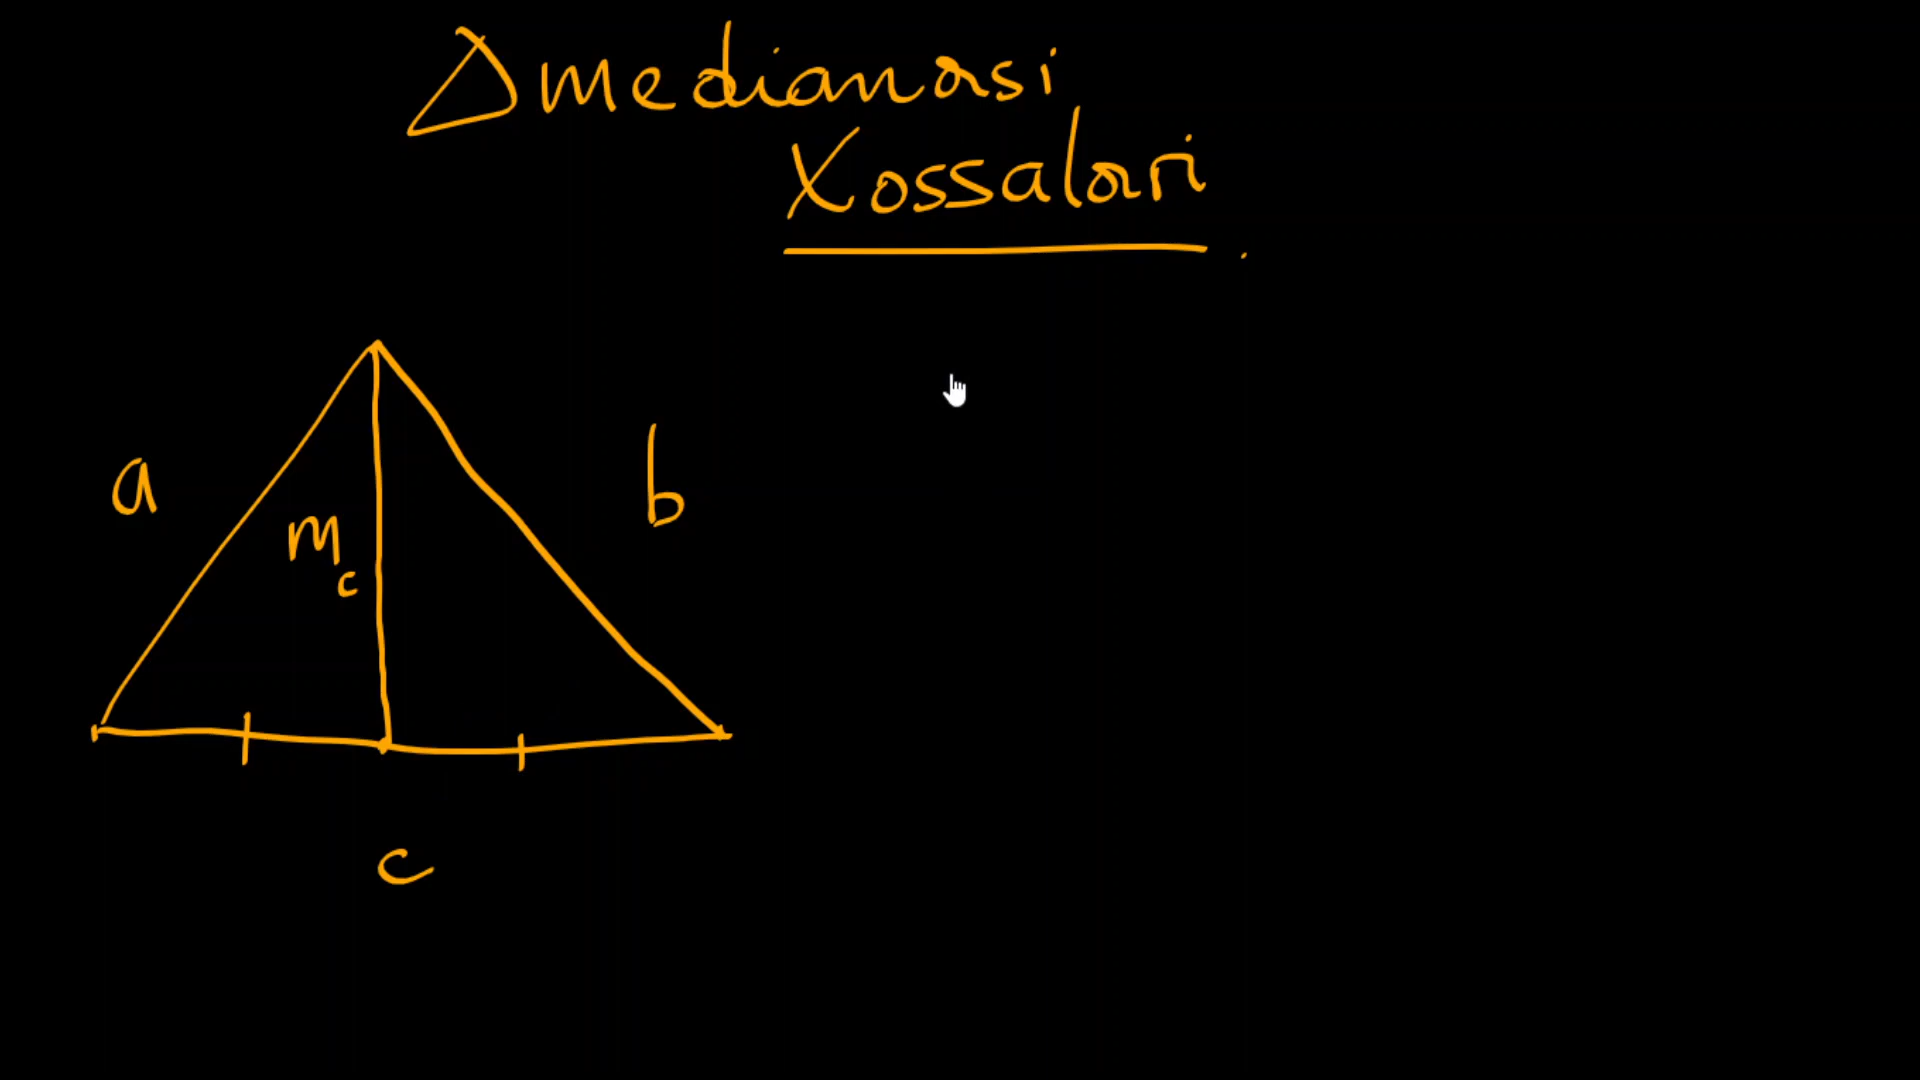 △ medianasi
Xossalari.
a
b
m c
c